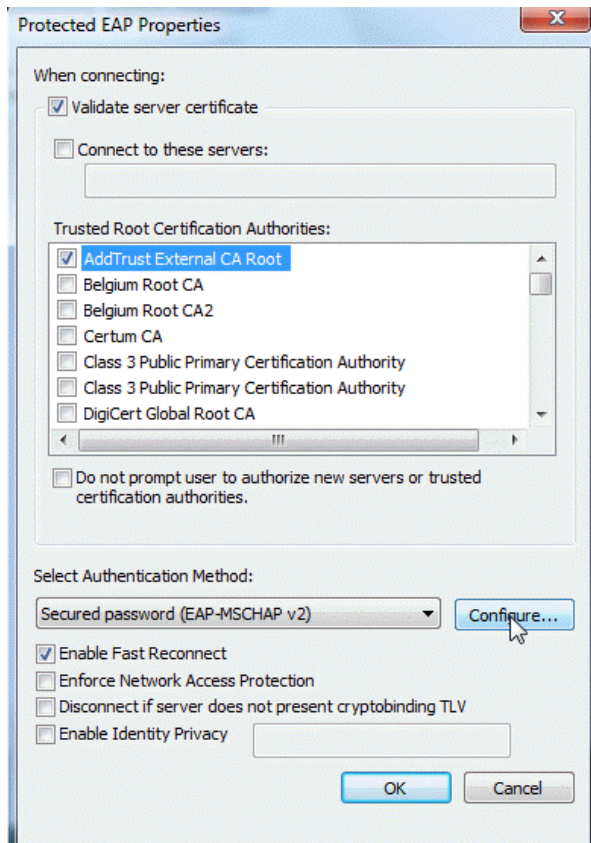 Protected EAP Properties
When connecting:
Validate server certificate
Connect to these servers:
Trusted Root Certification Authorities:
AddTrust External CA Root
Belgium Root CA
Belgium Root CA2
Certum CA
Class 3 Public Primary Certification Authority
Class 3 Public Primary Certification Authority
DigiCert Global Root CA
Do not prompt user to authorize new servers or trusted
certification authorities.
Select Authentication Method:
Secured password (EAP-MSCHAP v2) Configure...
Enable Fast Reconnect
Enforce Network Access Protection
Disconnect if server does not present cryptobinding TLV
Enable Identity Privacy
OK Cancel